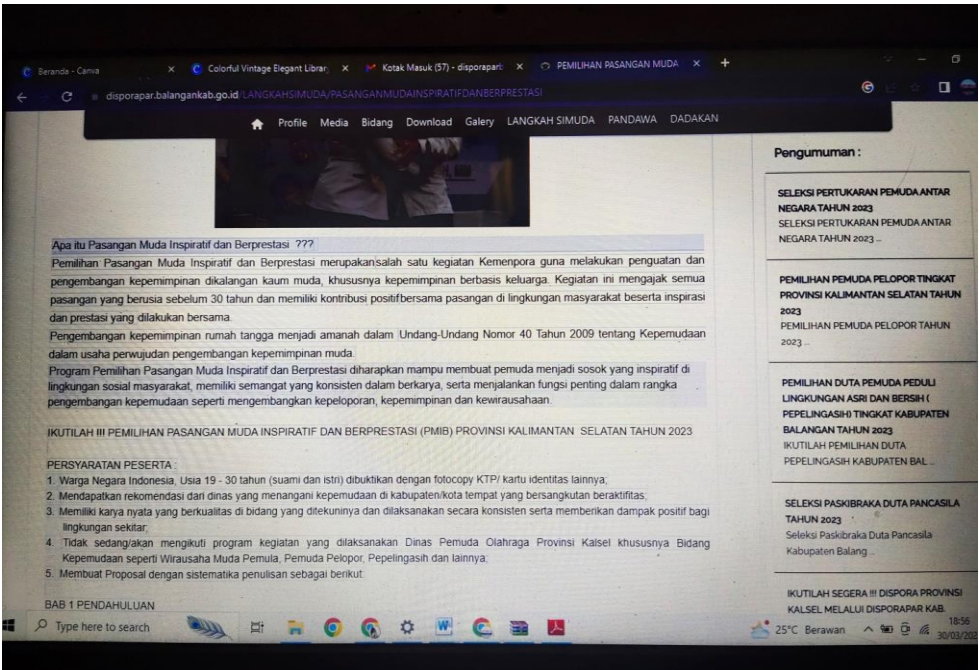 Beranda - Canva
Colorful Vintage Elegant Librar
Kotak Masuk (57) - disporapart
PEMILIHAN PASANGAN MUDA
disporapar.balangankab.go.id/LANGKAHSIMUDA/PASANGANMUDAINSPIRATIFDANBERPRESTASI
Profile Media Bidang Download Galery LANGKAH SIMUDA PANDAWA DADAKAN
Apa itu Pasangan Muda Inspiratif dan Berprestasi ???
Pemilihan Pasangan Muda Inspiratif dan Berprestasi merupakan salah satu kegiatan Kemenpora guna melakukan penguatan dan
pengembangan kepemimpinan dikalangan kaum muda, khususnya kepemimpinan berbasis keluarga. Kegiatan ini mengajak semua
pasangan yang berusia sebelum 30 tahun dan memiliki kontribusi positif bersama pasangan di lingkungan masyarakat beserta inspirasi
dan prestasi yang dilakukan bersama.
Pengembangan kepemimpinan rumah tangga menjadi amanah dalam Undang-Undang Nomor 40 Tahun 2009 tentang Kepemudaan
dalam usaha perwujudan pengembangan kepemimpinan muda.
Program Pemilihan Pasangan Muda Inspiratif dan Berprestasi diharapkan mampu membuat pemuda menjadi sosok yang inspiratif di
lingkungan sosial masyarakat, memiliki semangat yang konsisten dalam berkarya, serta menjalankan fungsi penting dalam rangka
pengembangan kepemudaan seperti mengembangkan kepeloporan, kepemimpinan dan kewirausahaan.
IKUTILAH !!! PEMILIHAN PASANGAN MUDA INSPIRATIF DAN BERPRESTASI (PMIB) PROVINSI KALIMANTAN SELATAN TAHUN 2023
PERSYARATAN PESERTA :
1. Warga Negara Indonesia, Usia 19 - 30 tahun (suami dan istri) dibuktikan dengan fotocopy KTP/ kartu identitas lainnya;
2. Mendapatkan rekomendasi dari dinas yang menangani kepemudaan di kabupaten/kota tempat yang bersangkutan beraktifitas;
3. Memiliki karya nyata yang berkualitas di bidang yang ditekuninya dan dilaksanakan secara konsisten serta memberikan dampak positif bagi
lingkungan sekitar;
4. Tidak sedang/akan mengikuti program kegiatan yang dilaksanakan Dinas Pemuda Olahraga Provinsi Kalsel khususnya Bidang
Kepemudaan seperti Wirausaha Muda Pemula, Pemuda Pelopor, Pepelingasih dan lainnya;
5. Membuat Proposal dengan sistematika penulisan sebagai berikut:
BAB 1 PENDAHULUAN
Pengumuman :
SELEKSI PERTUKARAN PEMUDA ANTAR
NEGARA TAHUN 2023
SELEKSI PERTUKARAN PEMUDA ANTAR
NEGARA TAHUN 2023 ...
PEMILIHAN PEMUDA PELOPOR TINGKAT
PROVINSI KALIMANTAN SELATAN TAHUN
2023
PEMILIHAN PEMUDA PELOPOR TAHUN
2023 ...
PEMILIHAN DUTA PEMUDA PEDULI
LINGKUNGAN ASRI DAN BERSIH (
PEPELINGASIH) TINGKAT KABUPATEN
BALANGAN TAHUN 2023
IKUTILAH PEMILIHAN DUTA
PEPELINGASIH KABUPATEN BAL ...
SELEKSI PASKIBRAKA DUTA PANCASILA
TAHUN 2023
Seleksi Paskibraka Duta Pancasila
Kabupaten Balang ...
IKUTILAH SEGERA !!! DISPORA PROVINSI
KALSEL MELALUI DISPORAPAR KAB.
Type here to search
25°C Berawan
18:56
30/03/202